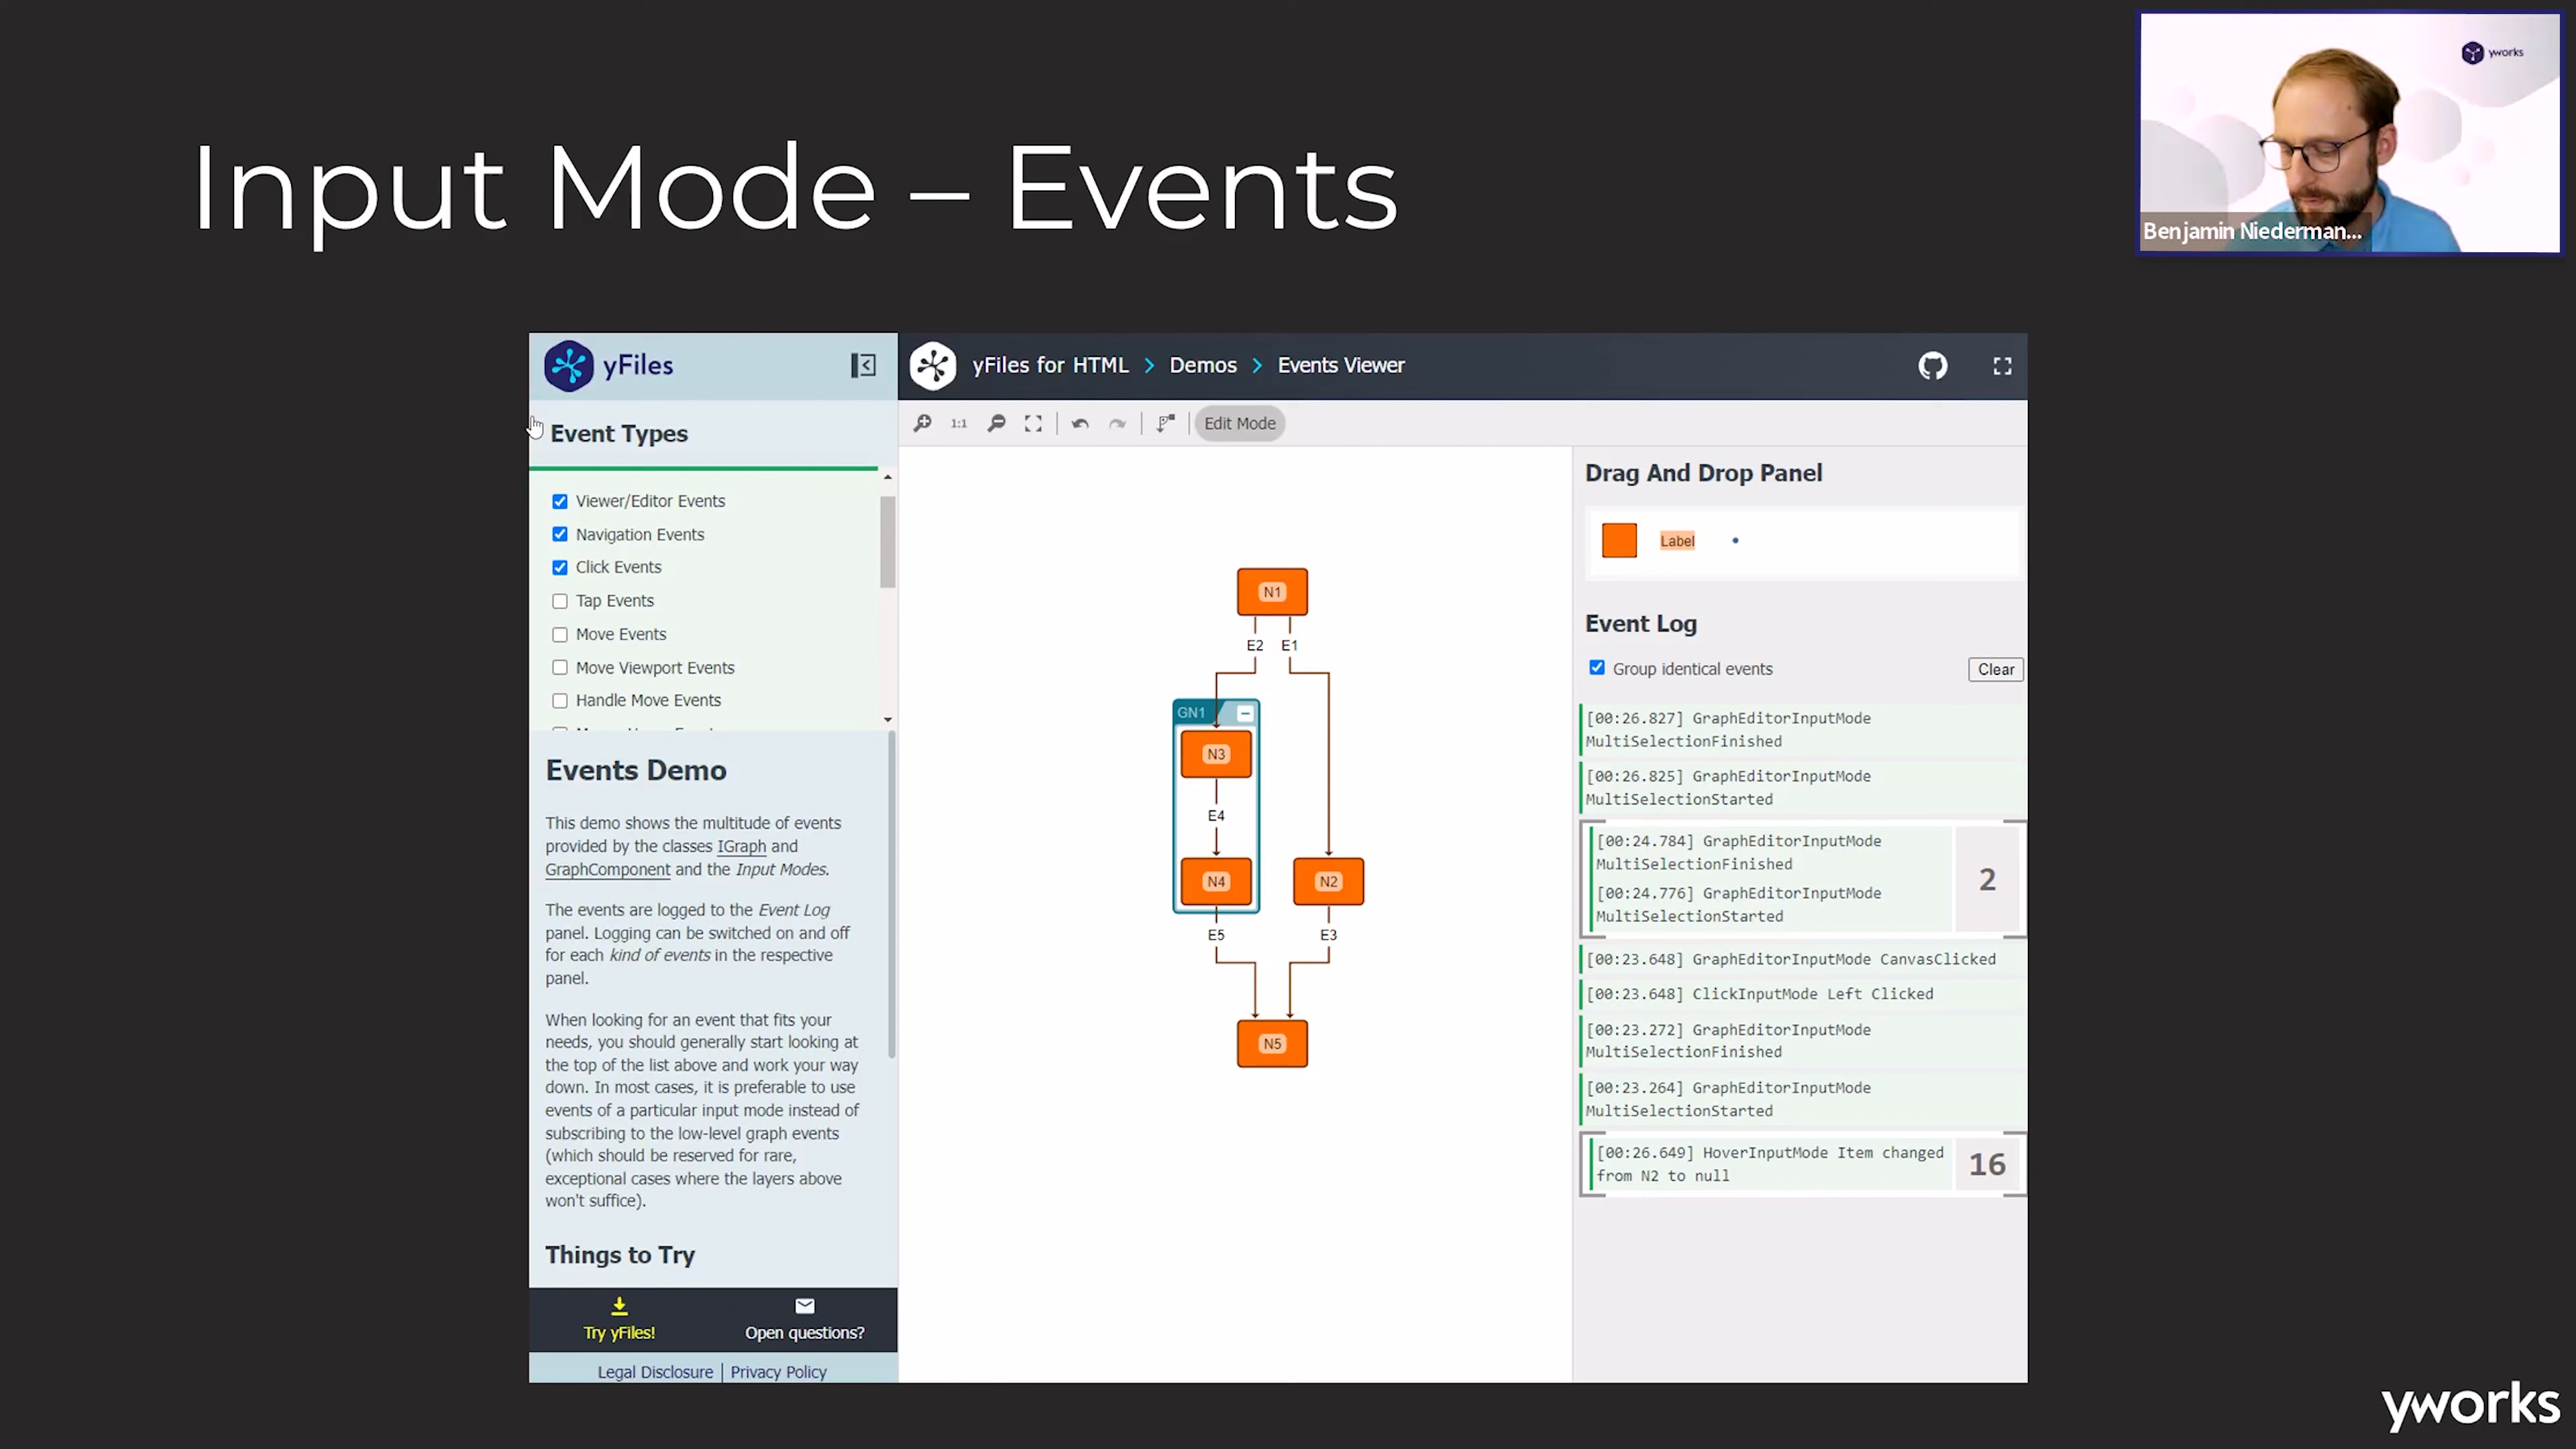 Input Mode – Events
yworks
Benjamin Niederman...
yFiles
yFiles for HTML > Demos > Events Viewer
Event Types
1:1
Edit Mode
Viewer/Editor Events
Navigation Events
Click Events
Tap Events
Move Events
Move Viewport Events
Handle Move Events
Events Demo
This demo shows the multitude of events
provided by the classes IGraph and
GraphComponent and the Input Modes.
The events are logged to the Event Log
panel. Logging can be switched on and off
for each kind of events in the respective
panel.
When looking for an event that fits your
needs, you should generally start looking at
the top of the list above and work your way
down. In most cases, it is preferable to use
events of a particular input mode instead of
subscribing to the low-level graph events
(which should be reserved for rare,
exceptional cases where the layers above
won't suffice).
Things to Try
Try yFiles!
Open questions?
Legal Disclosure | Privacy Policy
N1
E2 E1
GN1
N3
E4
N4
N2
E5
E3
N5
Drag And Drop Panel
Label
Event Log
Group identical events
Clear
[00:26.827] GraphEditorInputMode
MultiSelectionFinished
[00:26.825] GraphEditorInputMode
MultiSelectionStarted
[00:24.784] GraphEditorInputMode
MultiSelectionFinished
[00:24.776] GraphEditorInputMode
MultiSelectionStarted
2
[00:23.648] GraphEditorInputMode CanvasClicked
[00:23.648] ClickInputMode Left Clicked
[00:23.272] GraphEditorInputMode
MultiSelectionFinished
[00:23.264] GraphEditorInputMode
MultiSelectionStarted
[00:26.649] HoverInputMode Item changed
from N2 to null
16
yworks